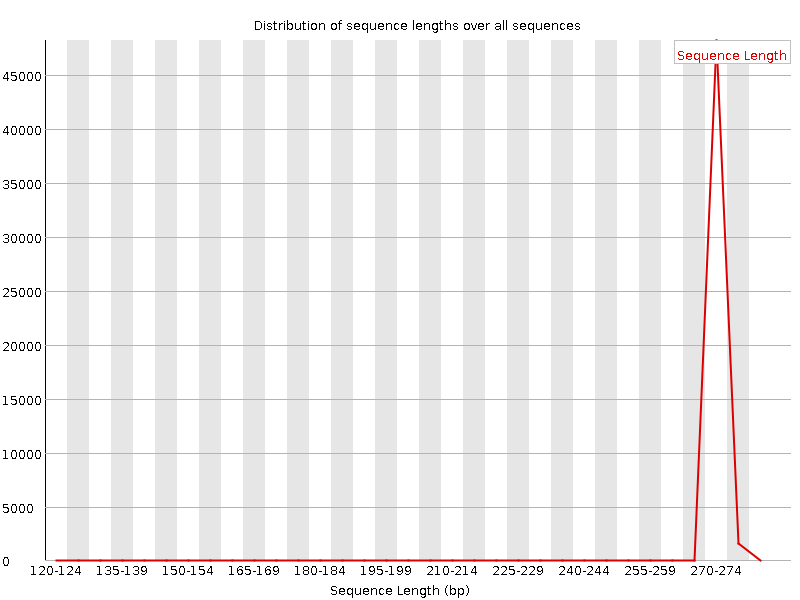 Distribution of sequence lengths over all sequences
Sequence Length
45000
40000
35000
30000
25000
20000
15000
10000
5000
0
120-124 135-139 150-154 165-169 180-184 195-199 210-214 225-229 240-244 255-259 270-274
Sequence Length (bp)